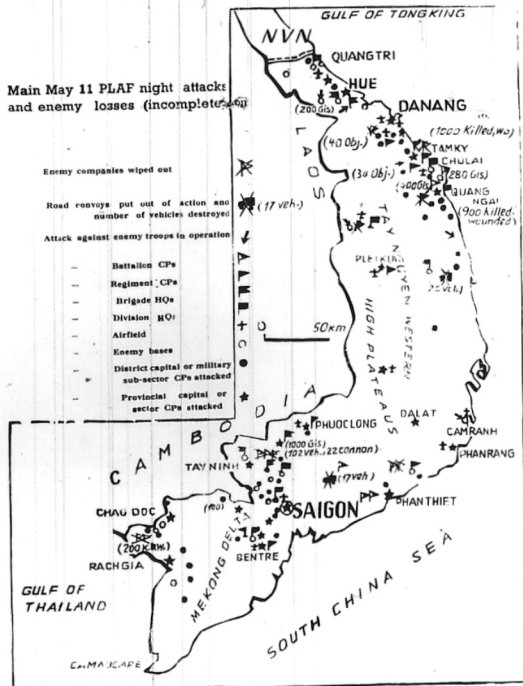 GULF OF TONGKING
NVN
QUANGTRI
HUE
(200 GIs)
DANANG
Main May 11 PLAF night attacks
and enemy losses (incomplete
LAOS
(40 Obj.)
(1000 Killed, Wo)
TAMKY
CHULAI
(34 Obj.)
(280 GIs)
(400 GIs)
QUANG
NGAI
(900 killed,
wounded)
Enemy companies wiped out
Road convoys put out of action and
number of vehicles destroyed
(17 veh.)
Attack against enemy troops in operation
Battalion CPs
Regiment CPs
Brigade HQs
Division HQs
Airfield
Enemy bases
District capital or military
sub-sector CPs attacked
Provincial capital or
sector CPs attacked
50 Km
PLEIKU
TAY NGUYEN WESTERN
HIGH PLATEAUS
CAMBODIA
PHUOCLONG
DALAT
CAMRANH
PHANRANG
(1000 GIs)
(102 veh., 22 cannon)
TAYNINH
(17 veh)
CHAU DOC
(100)
SAIGON
PHANTHIET
(200 K.
RACHGIA
MEKONG DELTA
BENTRE
GULF OF
THAILAND
SOUTH CHINA SEA